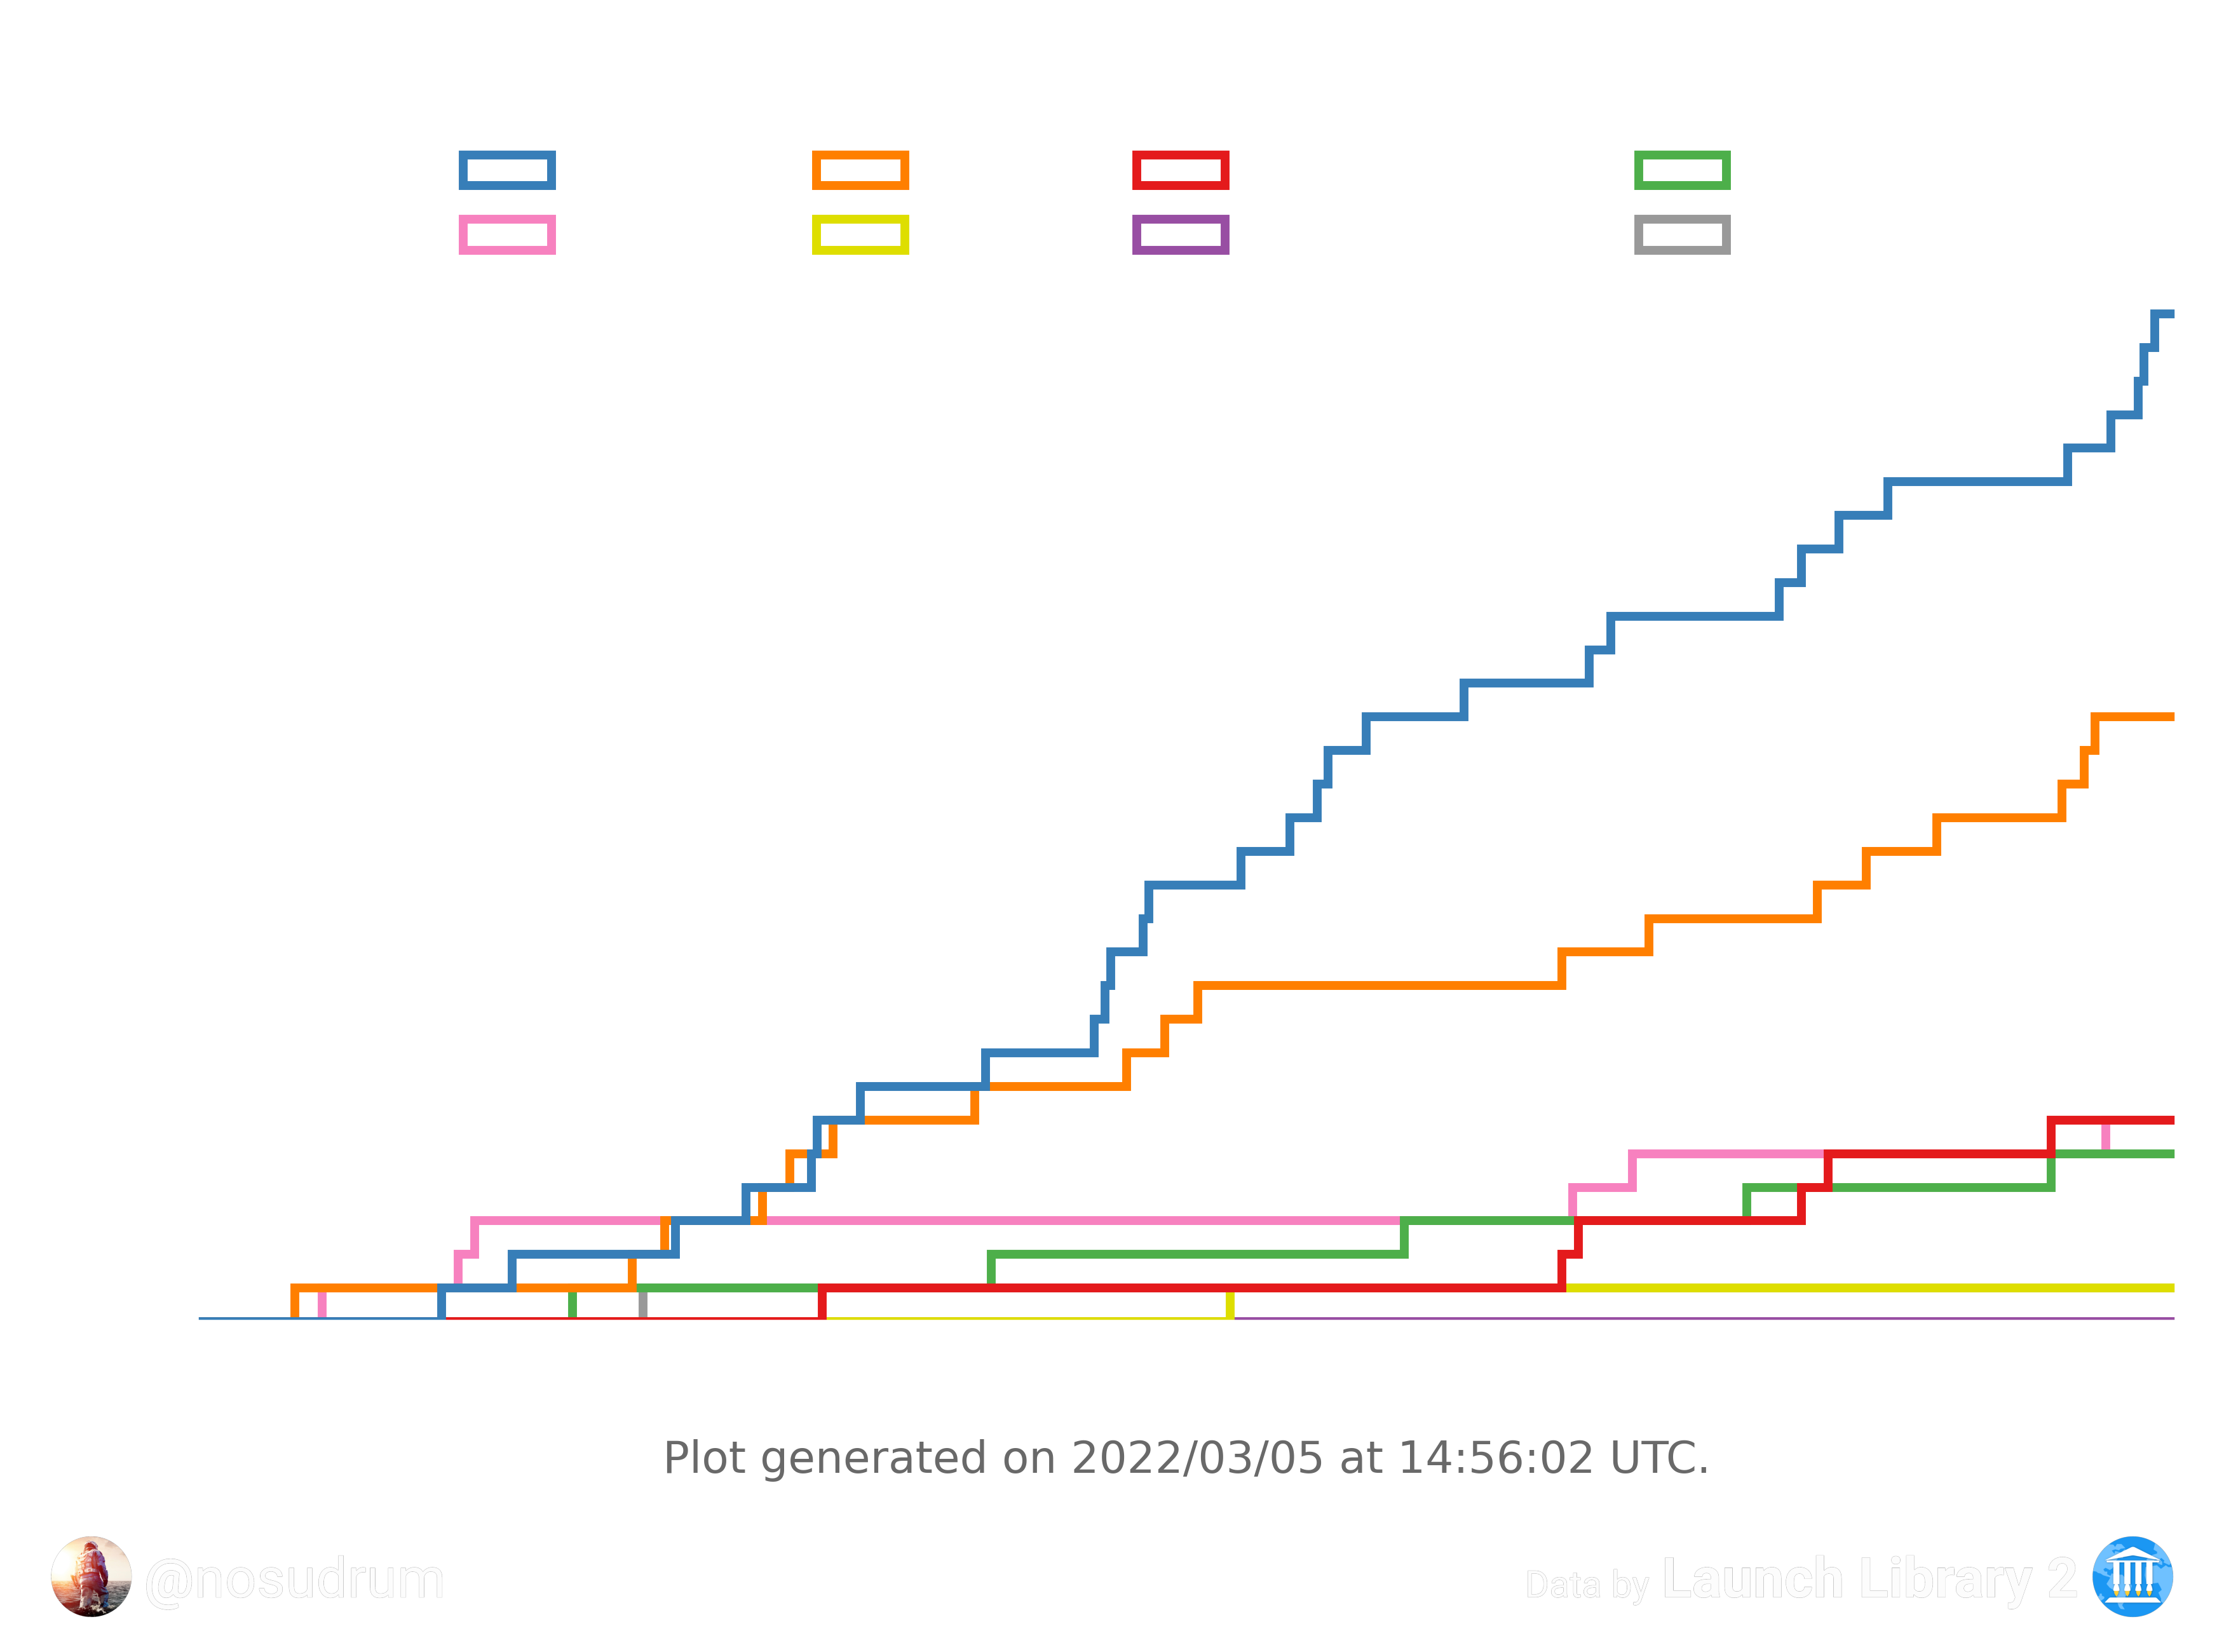 Plot generated on 2022/03/05 at 14:56:02 UTC.
@nosudrum
Data by Launch Library 2